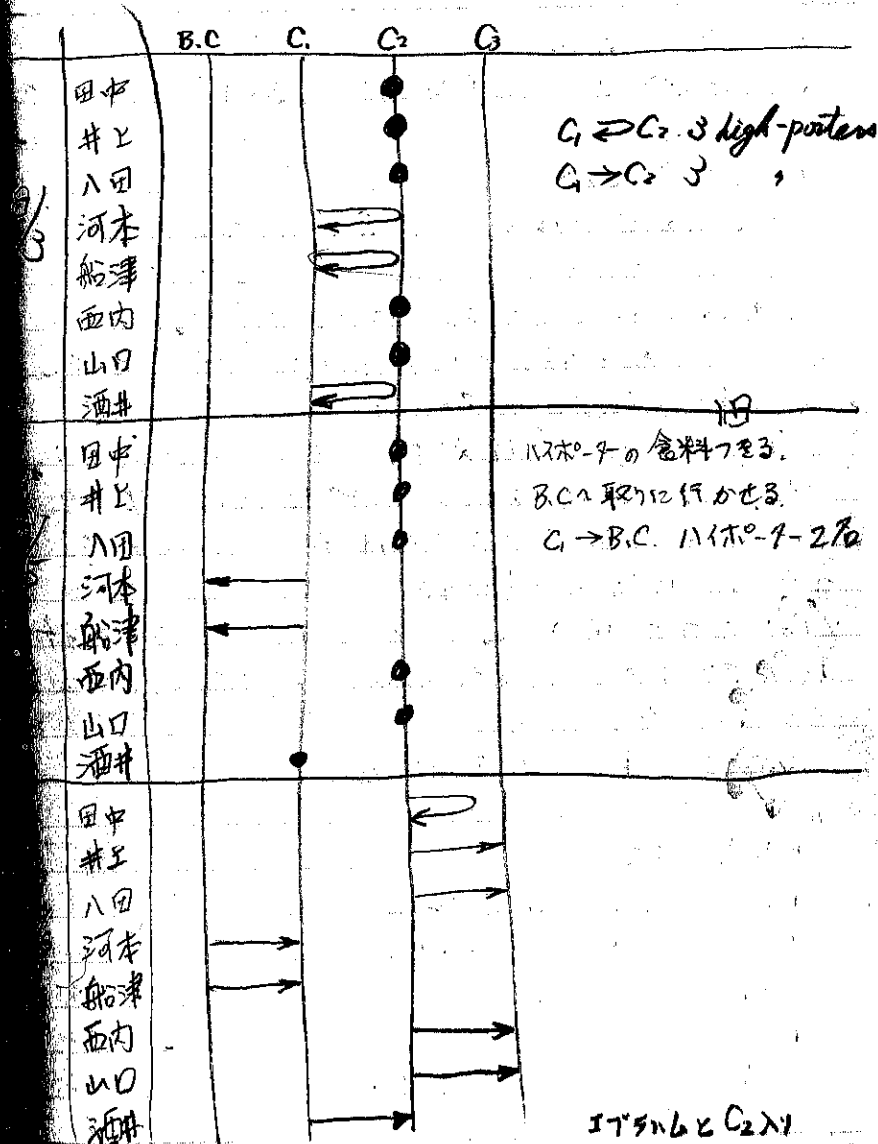 B.C C1 C2 C3
田中
井上 C1 ⇄ C2 3 high-porters
八田 C1 → C2 3 〃
河本
船津
西内
山口
酒井
田中 ハイポーターの食料つきる.
井上 B.Cへ取りに行かせる.
八田 C1 → B.C. ハイポーター2名
河本
船津
西内
山口
酒井
田中
井上
八田
河本
船津
西内
山口
酒井 エブラハムとC2入り